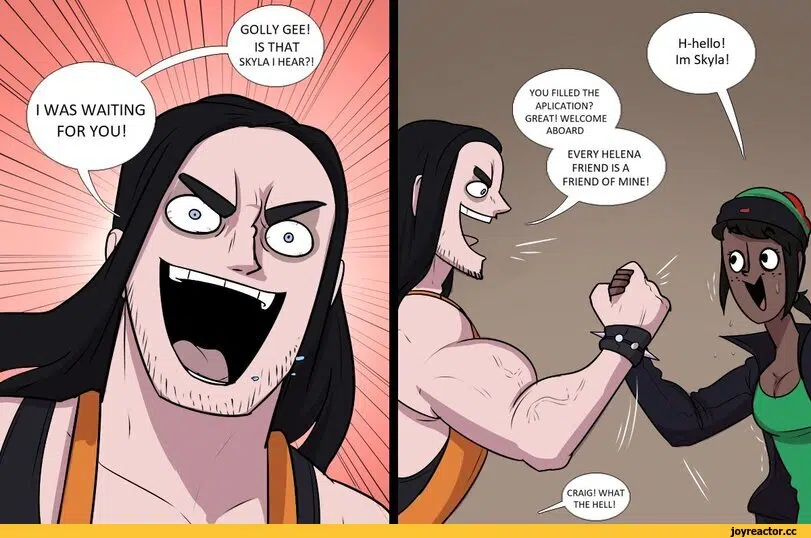 GOLLY GEE!
IS THAT
SKYLA I HEAR?!
I WAS WAITING
FOR YOU!
H-hello!
Im Skyla!
YOU FILLED THE
APLICATION?
GREAT! WELCOME
ABOARD
EVERY HELENA
FRIEND IS A
FRIEND OF MINE!
CRAIG! WHAT
THE HELL!
joyreactor.cc